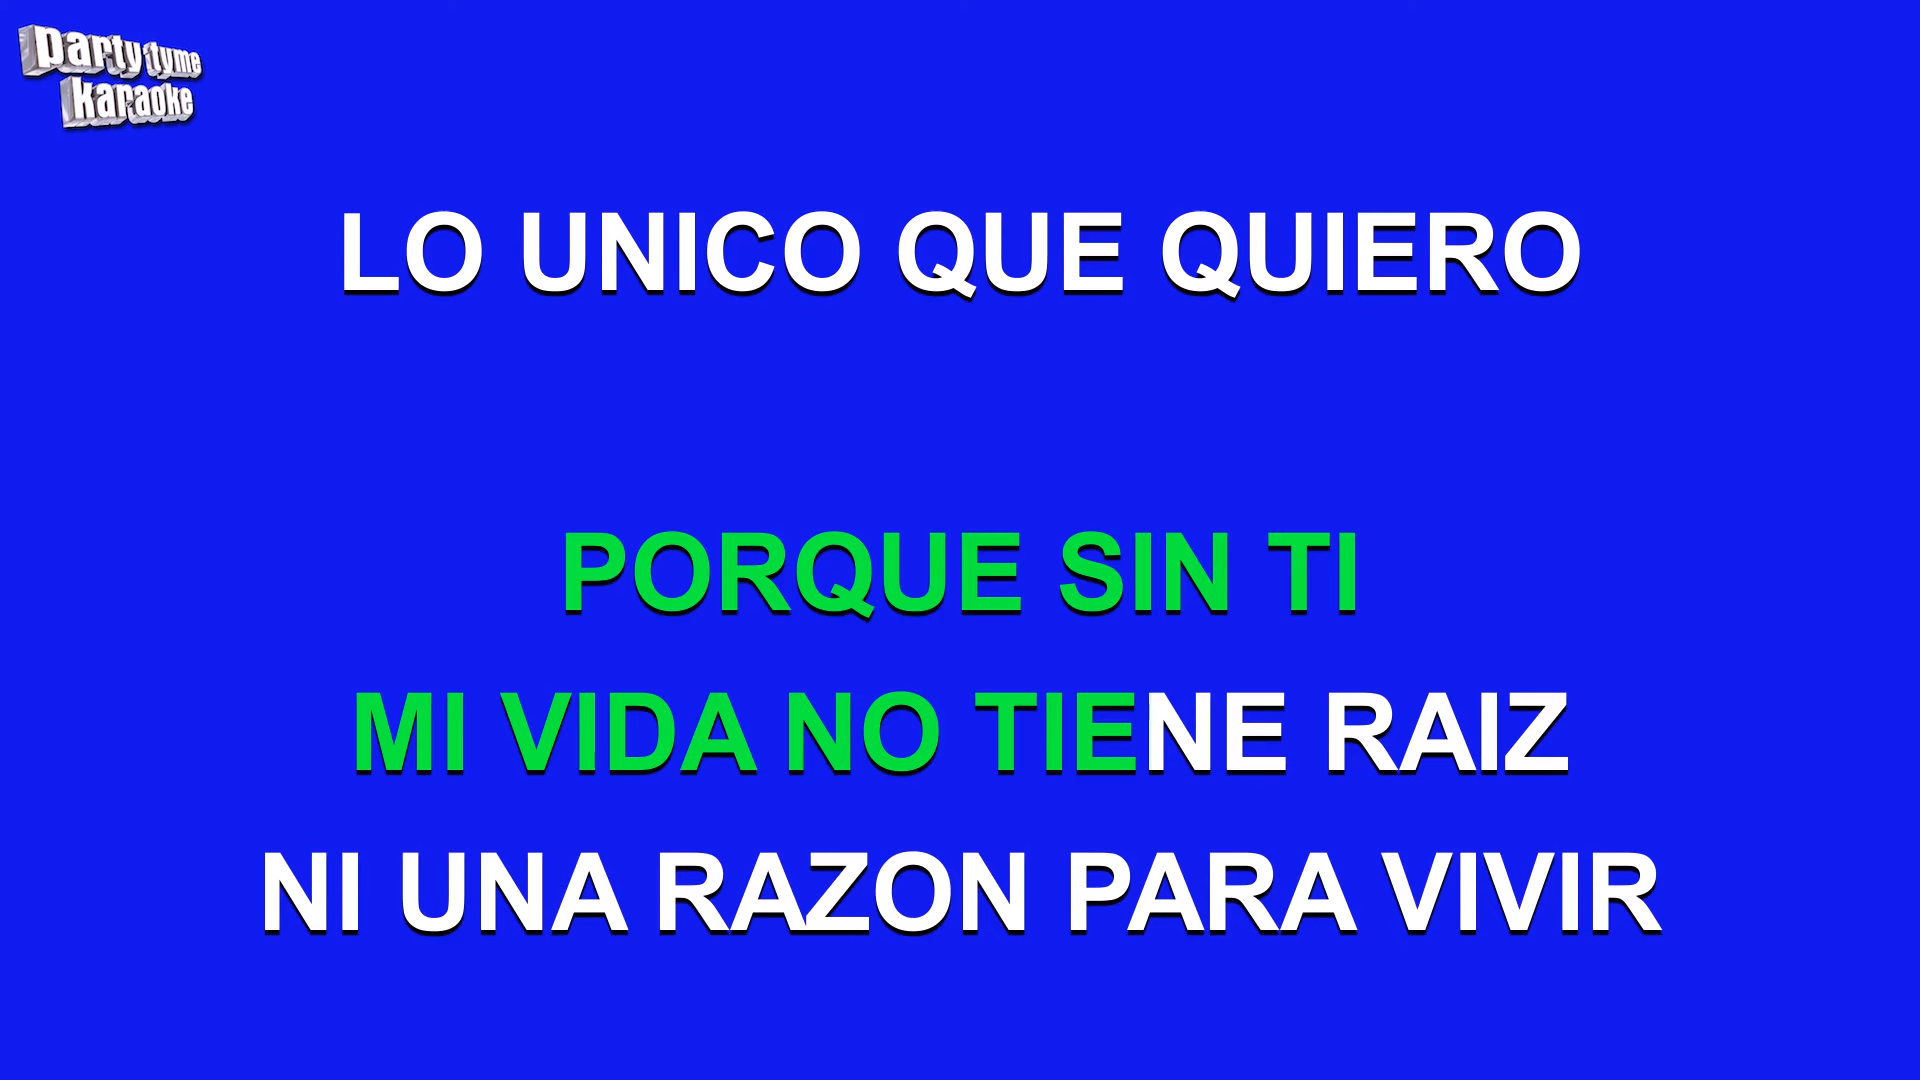 party tyme
karaoke
LO UNICO QUE QUIERO
PORQUE SIN TI
MI VIDA NO TIENE RAIZ
NI UNA RAZON PARA VIVIR